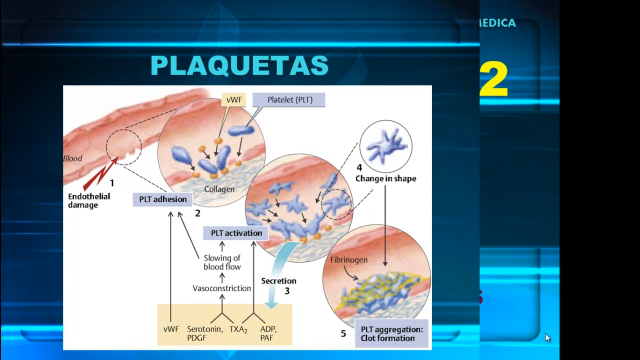 MEDICA
PLAQUETAS
2
vWF
Platelet (PLT)
Blood
1
Endothelial
damage
Collagen
PLT adhesion
2
4
Change in shape
PLT activation
Slowing of
blood flow
Fibrinogen
Secretion
3
Vasoconstriction
vWF
Serotonin,
PDGF
TXA2
ADP,
PAF
5
PLT aggregation:
Clot formation
S